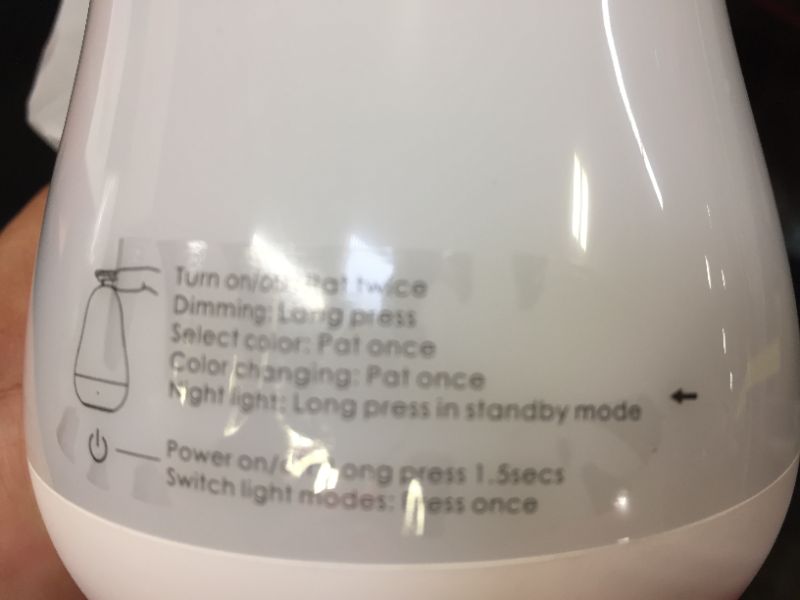 Turn on/off: Pat twice
Dimming: Long press
Select color: Pat once
Color changing: Pat once
Night light: Long press in standby mode
Power on/off: Long press 1.5secs
Switch light modes: Press once